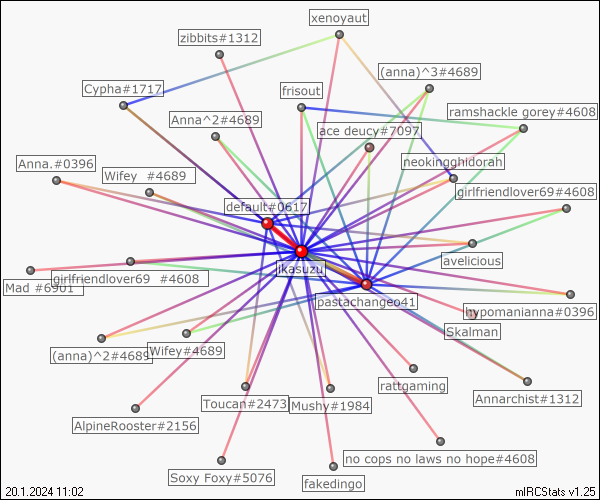 xenoyaut
zibbits#1312
(anna)^3#4689
Cypha#1717
frisout
ramshackle gorey#4608
Anna^2#4689
ace deucy#7097
neokingghidorah
Anna.#0396
Wifey   #4689
girlfriendlover69#4608
default#0617
avelicious
jkasuzu
girlfriendlover69   #4608
Mad #6901
pastachangeo41
hypomanianna#0396
Skalman
(anna)^2#4689
Wifey#4689
rattgaming
Annarchist#1312
Toucan#2473
Mushy#1984
AlpineRooster#2156
no cops no laws no hope#4608
Soxy Foxy#5076
fakedingo
20.1.2024 11:02
mIRCStats v1.25